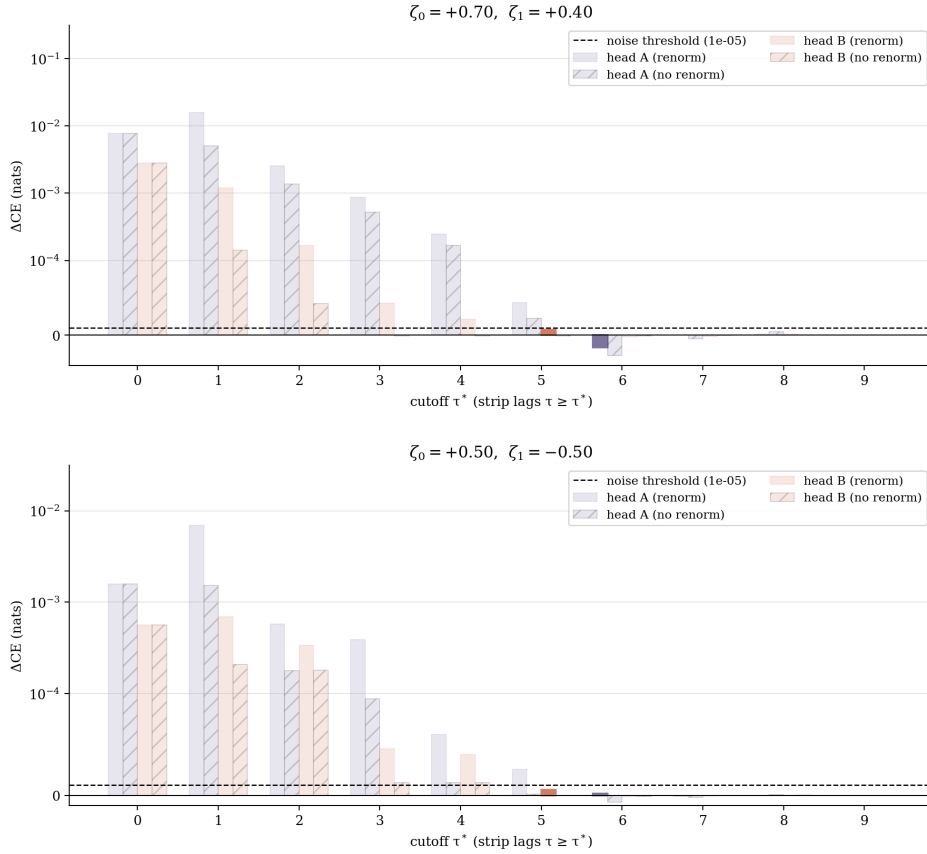 ζ₀ = +0.70, ζ₁ = +0.40
noise threshold (1e-05)
head A (renorm)
head A (no renorm)
head B (renorm)
head B (no renorm)
10⁻¹
10⁻²
10⁻³
10⁻⁴
0
ΔCE (nats)
0 1 2 3 4 5 6 7 8 9
cutoff τ* (strip lags τ ≥ τ*)
ζ₀ = +0.50, ζ₁ = −0.50
noise threshold (1e-05)
head A (renorm)
head A (no renorm)
head B (renorm)
head B (no renorm)
10⁻²
10⁻³
10⁻⁴
0
ΔCE (nats)
0 1 2 3 4 5 6 7 8 9
cutoff τ* (strip lags τ ≥ τ*)